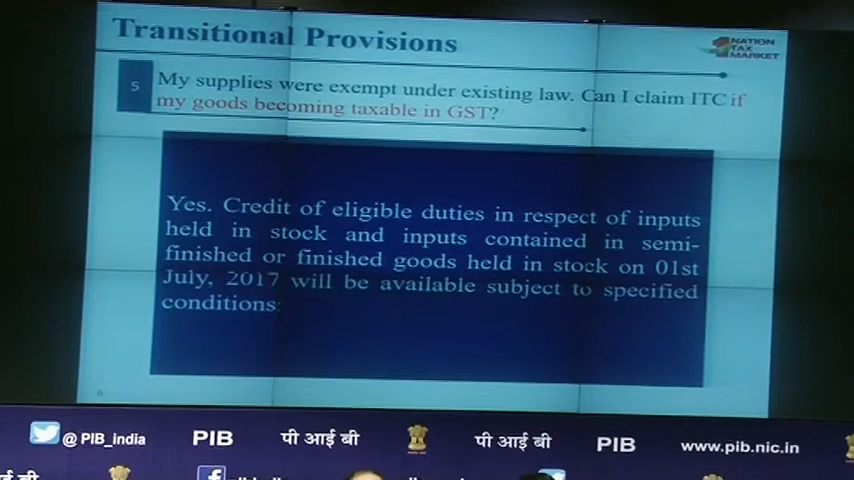 Transitional Provisions
NATION
TAX
MARKET
5
My supplies were exempt under existing law. Can I claim ITC if
my goods becoming taxable in GST?
Yes. Credit of eligible duties in respect of inputs
held in stock and inputs contained in semi-
finished or finished goods held in stock on 01st
July, 2017 will be available subject to specified
conditions:
6
@PIB_india PIB पी आई बी पी आई बी PIB www.pib.nic.in